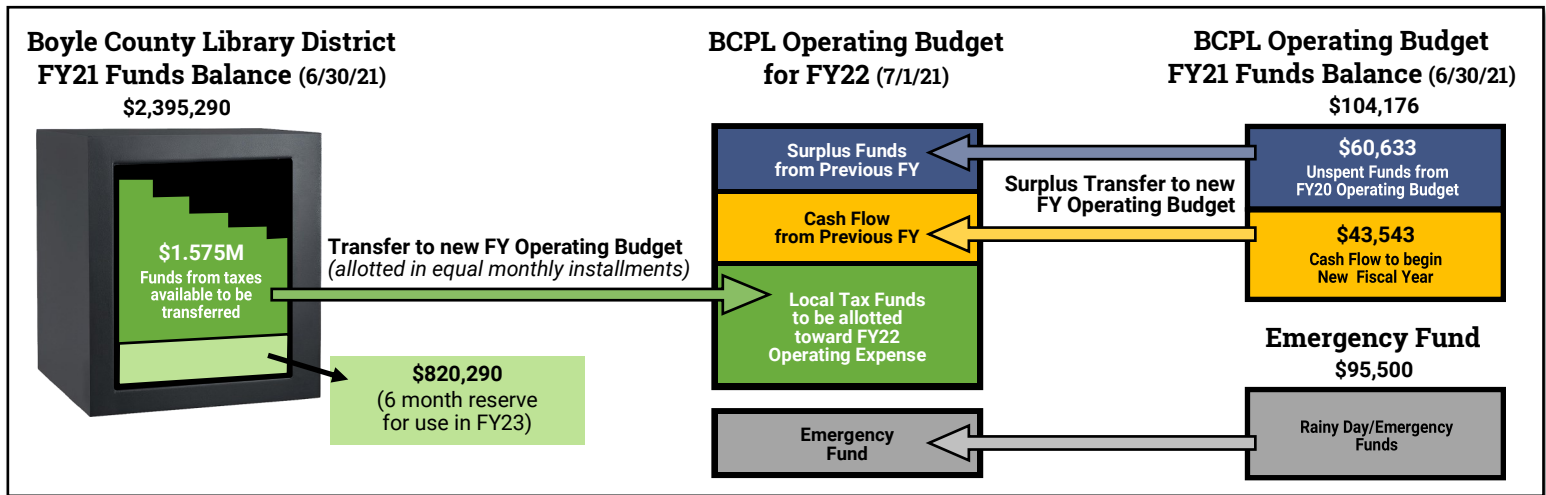 Boyle County Library District
FY21 Funds Balance (6/30/21)
$2,395,290
$1.575M
Funds from taxes
available to be
transferred
$820,290
(6 month reserve
for use in FY23)
Transfer to new FY Operating Budget
(allotted in equal monthly installments)
BCPL Operating Budget
for FY22 (7/1/21)
Surplus Funds
from Previous FY
Cash Flow
from Previous FY
Local Tax Funds
to be allotted
toward FY22
Operating Expense
Emergency
Fund
Surplus Transfer to new
FY Operating Budget
BCPL Operating Budget
FY21 Funds Balance (6/30/21)
$104,176
$60,633
Unspent Funds from
FY20 Operating Budget
$43,543
Cash Flow to begin
New Fiscal Year
Emergency Fund
$95,500
Rainy Day/Emergency
Funds